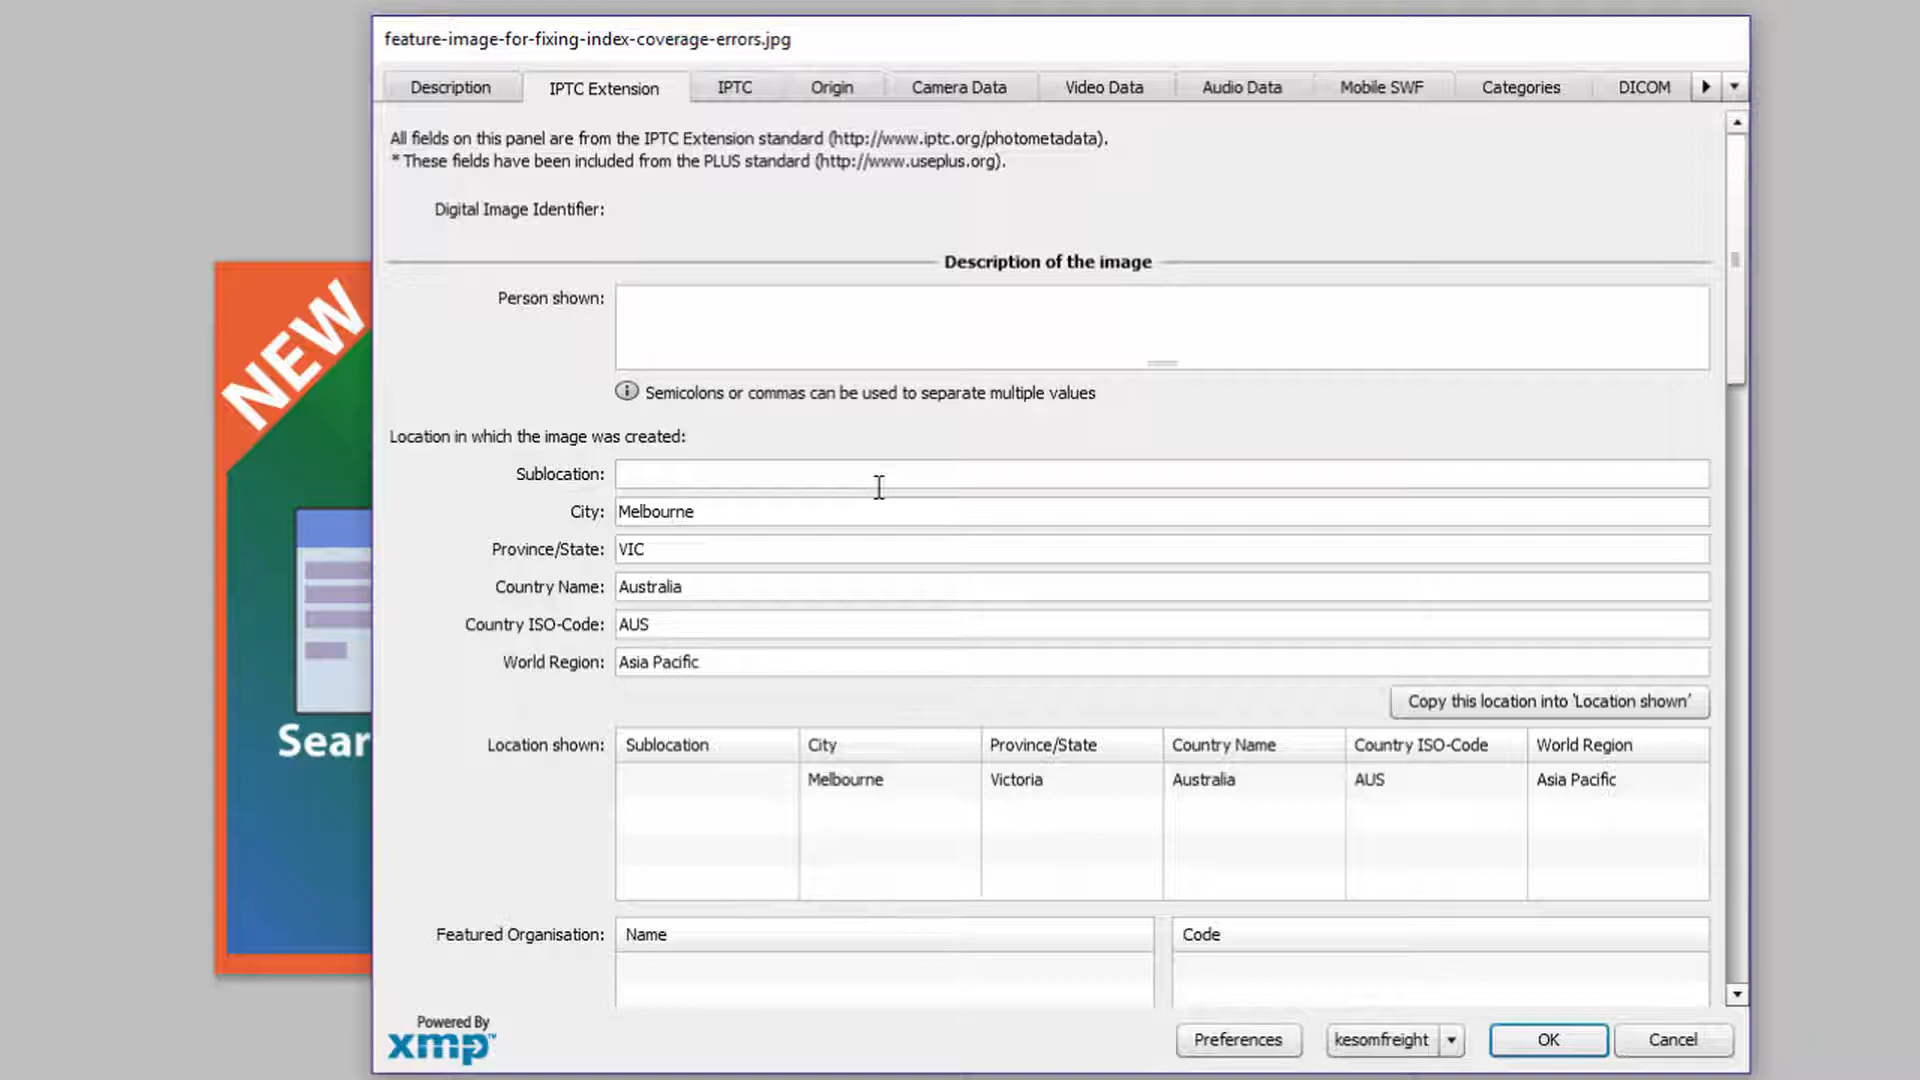 feature-image-for-fixing-index-coverage-errors.jpg
Description IPTC Extension IPTC Origin Camera Data Video Data Audio Data Mobile SWF Categories DICOM
All fields on this panel are from the IPTC Extension standard (http://www.iptc.org/photometadata).
* These fields have been included from the PLUS standard (http://www.useplus.org).
Digital Image Identifier:
Description of the image
Person shown:
Semicolons or commas can be used to separate multiple values
Location in which the image was created:
Sublocation:
City: Melbourne
Province/State: VIC
Country Name: Australia
Country ISO-Code: AUS
World Region: Asia Pacific
Copy this location into 'Location shown'
Location shown: Sublocation City Province/State Country Name Country ISO-Code World Region
Melbourne Victoria Australia AUS Asia Pacific
Featured Organisation: Name Code
Powered By
xmp™
Preferences kesomfreight OK Cancel
NEW
Sear